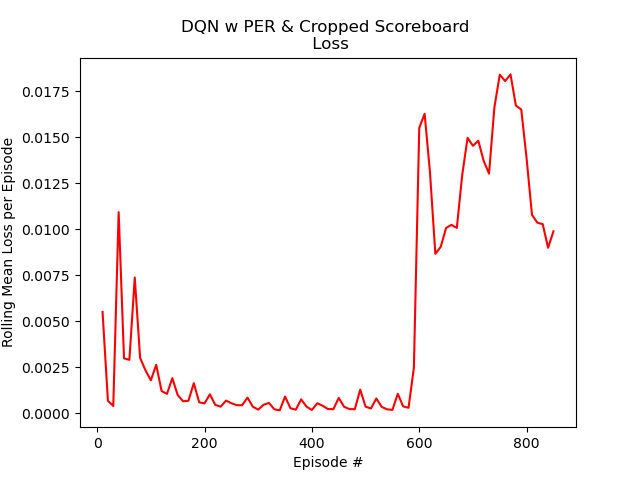 DQN w PER & Cropped Scoreboard
Loss
Rolling Mean Loss per Episode
0.0175
0.0150
0.0125
0.0100
0.0075
0.0050
0.0025
0.0000
0 200 400 600 800
Episode #